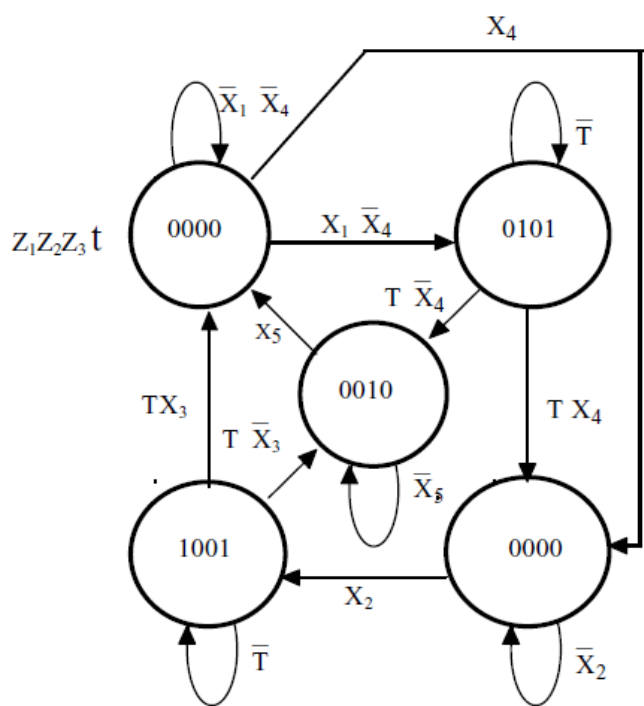 X₄
X̅₁ X̅₄
T̅
Z₁Z₂Z₃ t
0000
X₁ X̅₄
0101
T X̅₄
X₅
0010
TX₃
T X̅₃
T X₄
X̅₅
1001
X₂
0000
T̅
X̅₂